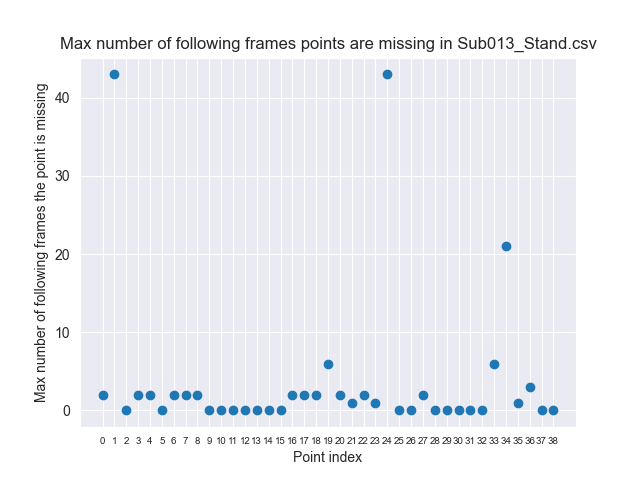 Max number of following frames points are missing in Sub013_Stand.csv
Max number of following frames the point is missing
40
30
20
10
0
0 1 2 3 4 5 6 7 8 9 10 11 12 13 14 15 16 17 18 19 20 21 22 23 24 25 26 27 28 29 30 31 32 33 34 35 36 37 38
Point index